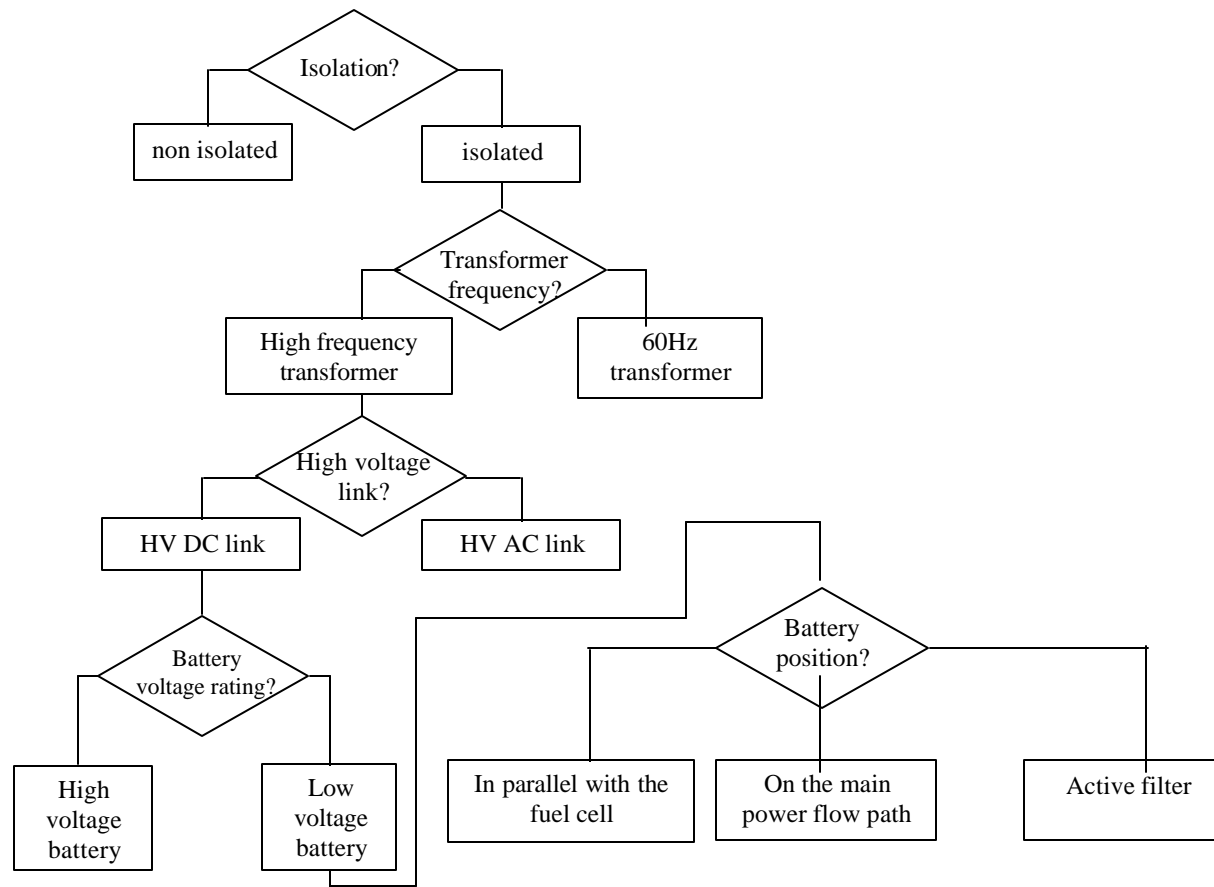 Isolation?
non isolated
isolated
Transformer
frequency?
High frequency
transformer
60Hz
transformer
High voltage
link?
HV DC link
HV AC link
Battery
voltage rating?
Battery
position?
High
voltage
battery
Low
voltage
battery
In parallel with the
fuel cell
On the main
power flow path
Active filter